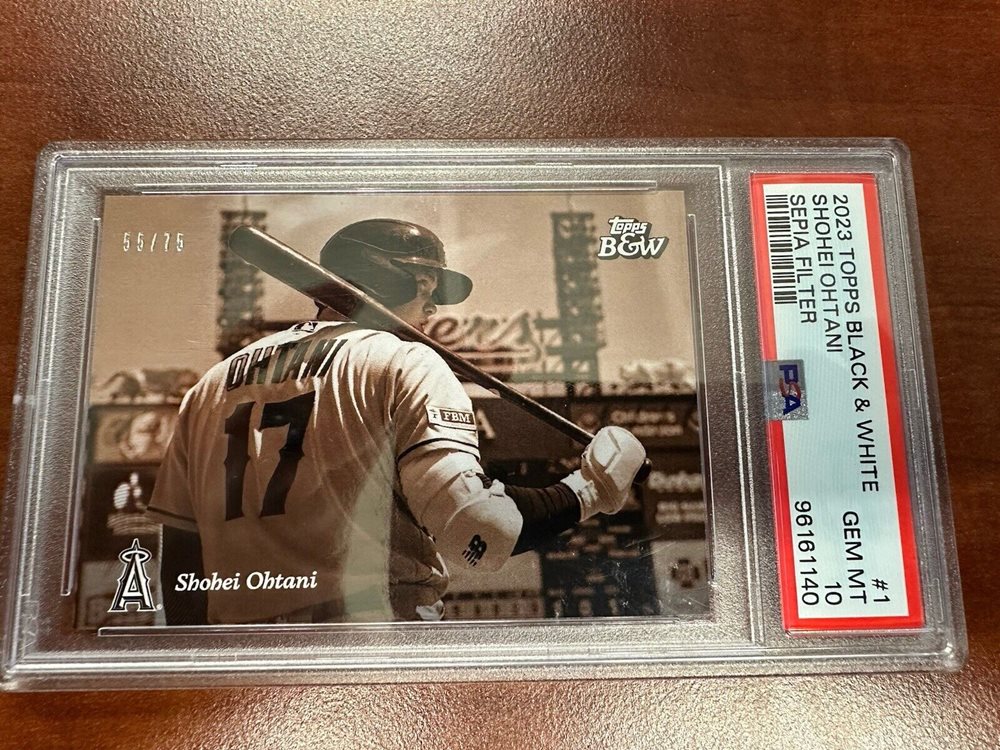 55/75
Topps
B&W
OHTANI
17
FBM
Shohei Ohtani
A
2023 TOPPS BLACK & WHITE #1
SHOHEI OHTANI GEM MT
SEPIA FILTER 10
PSA 96161140